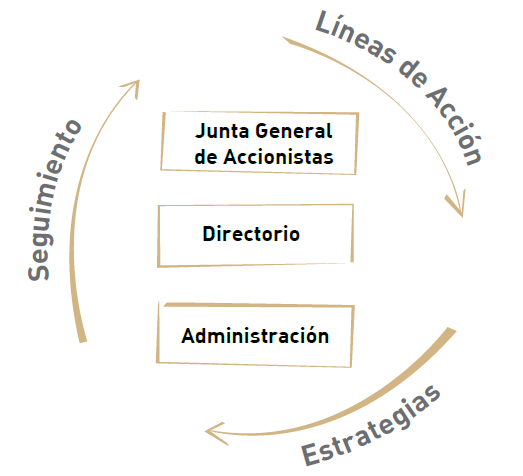 Líneas de Acción
Junta General
de Accionistas
Seguimiento
Directorio
Administración
Estrategias